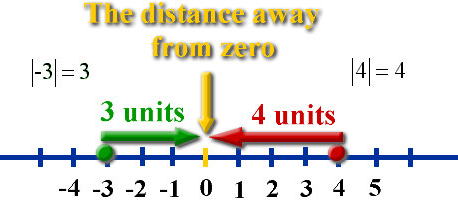 The distance away
from zero
|-3| = 3
|4| = 4
3 units
4 units
-4 -3 -2 -1 0 1 2 3 4 5